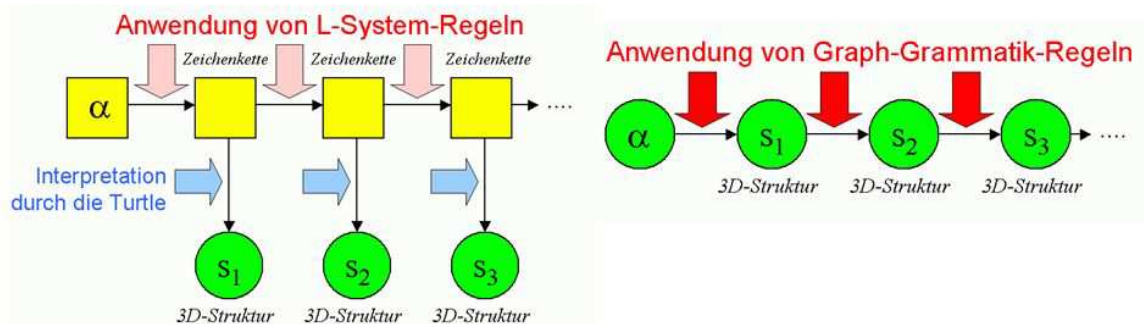 Anwendung von L-System-Regeln
Zeichenkette Zeichenkette Zeichenkette
α ....
Interpretation
durch die Turtle
S1 S2 S3
3D-Struktur 3D-Struktur 3D-Struktur
Anwendung von Graph-Grammatik-Regeln
α S1 S2 S3 ....
3D-Struktur 3D-Struktur 3D-Struktur